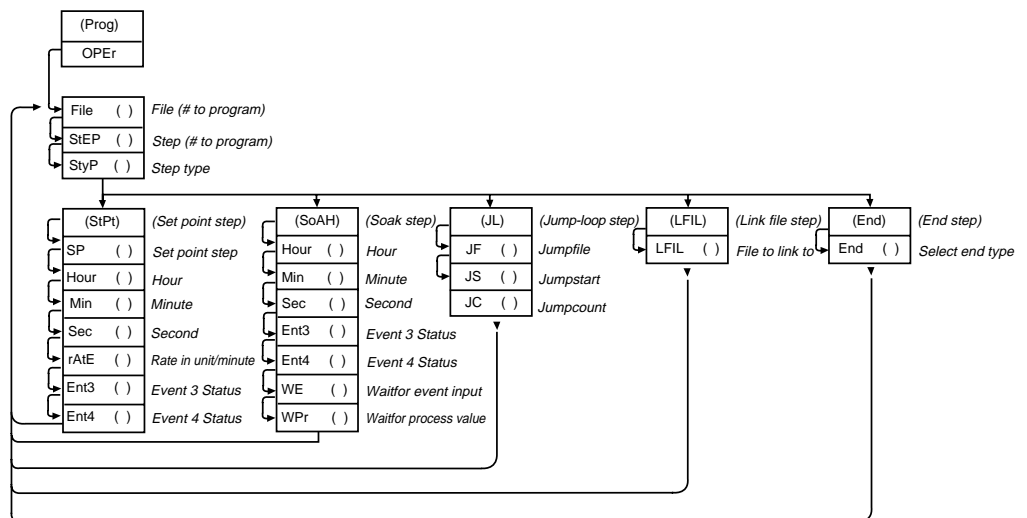 (Prog)
OPEr
File ( ) File (# to program)
StEP ( ) Step (# to program)
StyP ( ) Step type
(StPt) (Set point step)
SP ( ) Set point step
Hour ( ) Hour
Min ( ) Minute
Sec ( ) Second
rAtE ( ) Rate in unit/minute
Ent3 ( ) Event 3 Status
Ent4 ( ) Event 4 Status
(SoAH) (Soak step)
Hour ( ) Hour
Min ( ) Minute
Sec ( ) Second
Ent3 ( ) Event 3 Status
Ent4 ( ) Event 4 Status
WE ( ) Waitfor event input
WPr ( ) Waitfor process value
(JL) (Jump-loop step)
JF ( ) Jumpfile
JS ( ) Jumpstart
JC ( ) Jumpcount
(LFIL) (Link file step)
LFIL ( ) File to link to
(End) (End step)
End ( ) Select end type